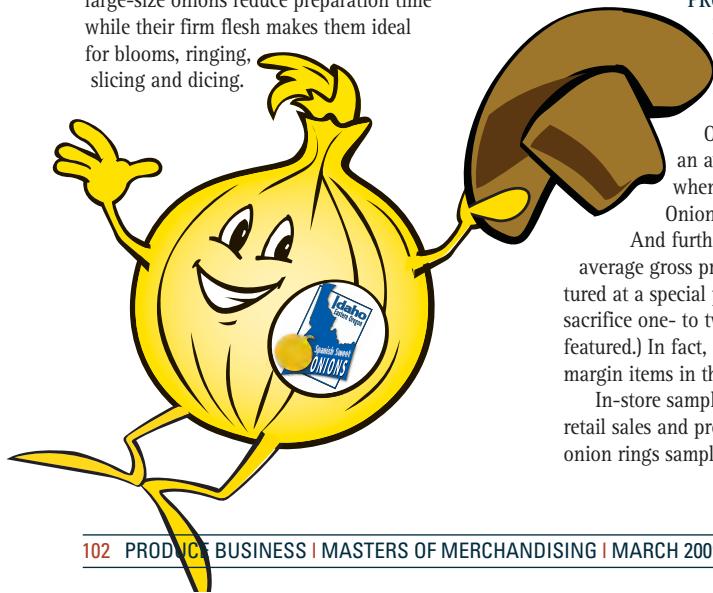 large-size onions reduce preparation time
while their firm flesh makes them ideal
for blooms, ringing,
slicing and dicing.
Idaho
Eastern Oregon
Spanish Sweet
ONIONS
an a
wher
Onion
And furth
average gross pr
tured at a special
sacrifice one- to tw
featured.) In fact,
margin items in th
In-store sampl
retail sales and pr
onion rings sampl
102 PRODUCE BUSINESS I MASTERS OF MERCHANDISING I MARCH 200